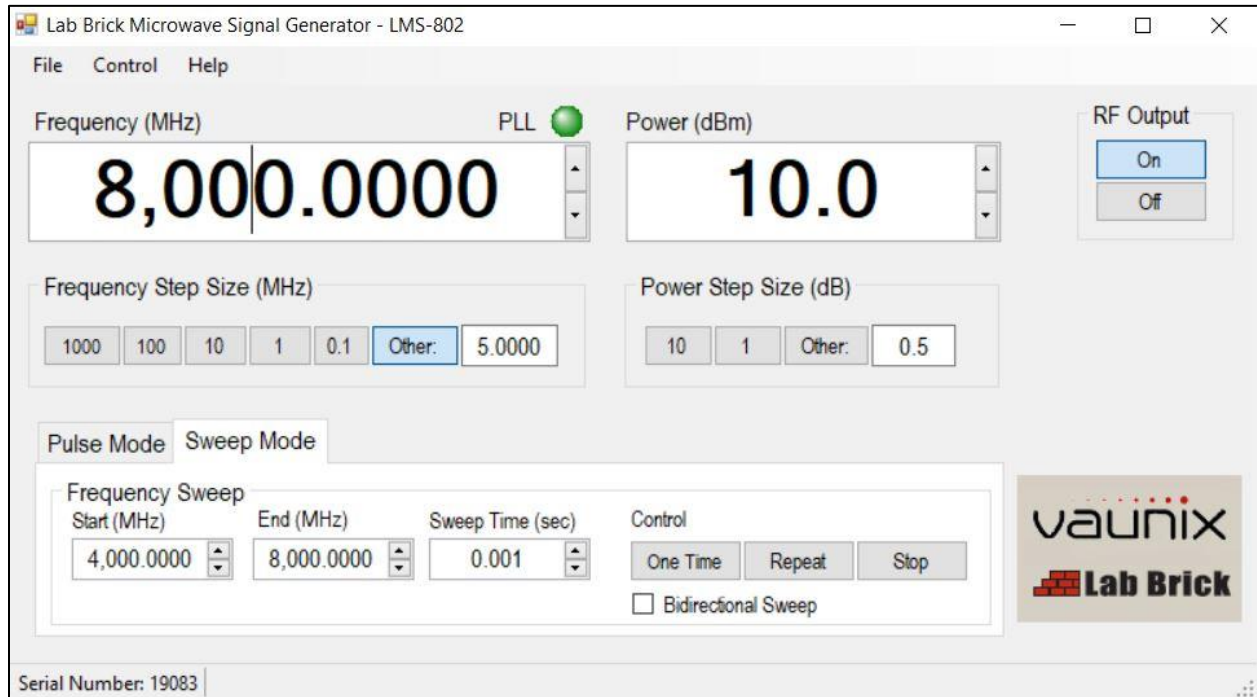 Lab Brick Microwave Signal Generator - LMS-802
File Control Help
Frequency (MHz) PLL Power (dBm) RF Output
8,000.0000 10.0 On
Off
Frequency Step Size (MHz) Power Step Size (dB)
1000 100 10 1 0.1 Other: 5.0000 10 1 Other: 0.5
Pulse Mode Sweep Mode
Frequency Sweep
Start (MHz) End (MHz) Sweep Time (sec) Control
4,000.0000 8,000.0000 0.001 One Time Repeat Stop
Bidirectional Sweep
vaunix
Lab Brick
Serial Number: 19083